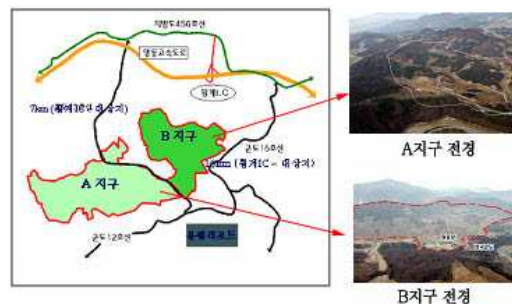 지방도456호선
영동고속도로
횡계I.C
7km (횡계IC~대상지)
B 지구
군도16호선
(횡계IC ~ 대상지)
A 지구
군도12호선
A지구 전경
B지구 전경